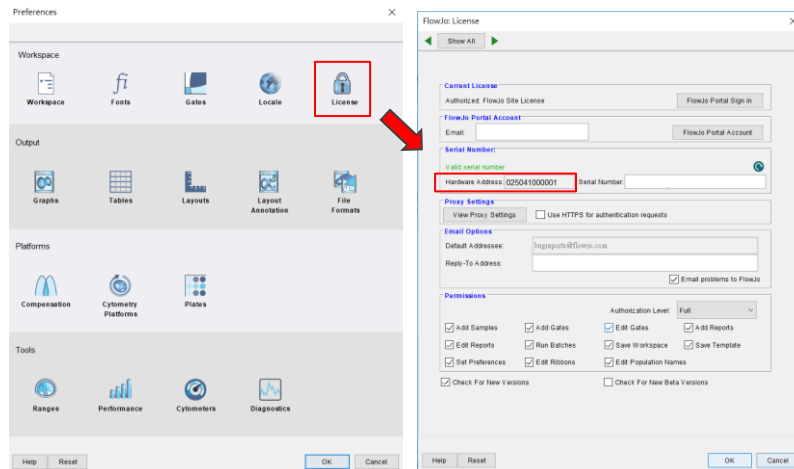 Preferences
Workspace
Workspace
Fonts
Gates
Locale
License
Output
Graphs
Tables
Layouts
Layout
Annotation
File
Formats
Platforms
Compensation
Cytometry
Platforms
Plates
Tools
Ranges
Performance
Cytometers
Diagnostics
Help
Reset
OK
Cancel
FlowJo: License
Show All
Current License
Authorized: FlowJo Site License
FlowJo Portal Sign in
FlowJo Portal Account
Email:
FlowJo Portal Account
Serial Number:
Valid serial number
Hardware Address: 025041000001 Serial Number:
Proxy Settings
View Proxy Settings Use HTTPS for authentication requests
Email Options
Default Addressee: bugreports@flowjo.com
Reply-To Address:
Email problems to FlowJo
Permissions
Authorization Level: Full
Add Samples Add Gates Edit Gates Add Reports
Edit Reports Run Batches Save Workspace Save Template
Set Preferences Edit Ribbons Edit Population Names
Check For New Versions Check For New Beta Versions
Help
Reset
OK
Cancel